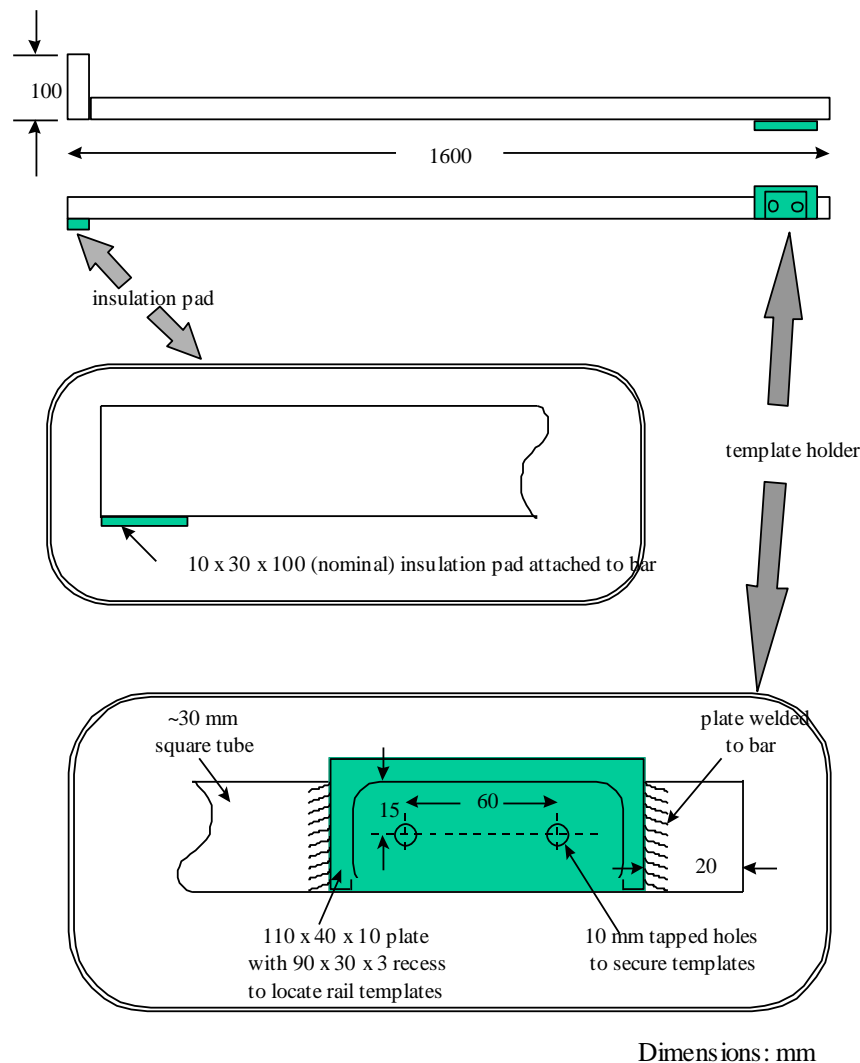 100
1600
insulation pad
template holder
10 x 30 x 100 (nominal) insulation pad attached to bar
~30 mm
square tube
plate welded
to bar
15
60
20
110 x 40 x 10 plate
with 90 x 30 x 3 recess
to locate rail templates
10 mm tapped holes
to secure templates
Dimensions: mm